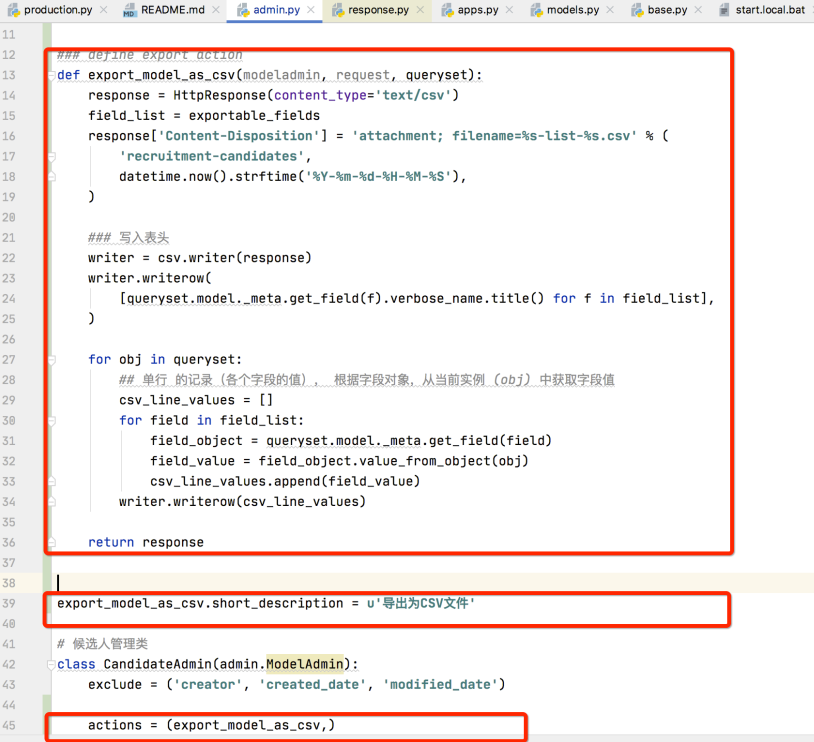 production.py README.md admin.py response.py apps.py models.py base.py start.local.bat
11
12 ### define export action
13 def export_model_as_csv(modeladmin, request, queryset):
14 response = HttpResponse(content_type='text/csv')
15 field_list = exportable_fields
16 response['Content-Disposition'] = 'attachment; filename=%s-list-%s.csv' % (
17 'recruitment-candidates',
18 datetime.now().strftime('%Y-%m-%d-%H-%M-%S'),
19 )
20
21 ### 写入表头
22 writer = csv.writer(response)
23 writer.writerow(
24 [queryset.model._meta.get_field(f).verbose_name.title() for f in field_list],
25 )
26
27 for obj in queryset:
28 ## 单行 的记录（各个字段的值）， 根据字段对象，从当前实例 (obj) 中获取字段值
29 csv_line_values = []
30 for field in field_list:
31 field_object = queryset.model._meta.get_field(field)
32 field_value = field_object.value_from_object(obj)
33 csv_line_values.append(field_value)
34 writer.writerow(csv_line_values)
35
36 return response
37
38
39 export_model_as_csv.short_description = u'导出为CSV文件'
40
41 # 候选人管理类
42 class CandidateAdmin(admin.ModelAdmin):
43 exclude = ('creator', 'created_date', 'modified_date')
44
45 actions = (export_model_as_csv,)